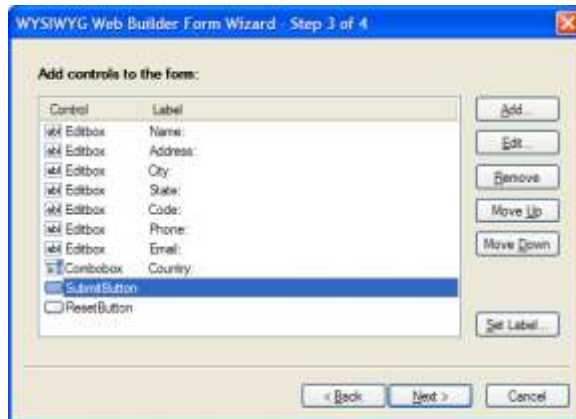 WYSIWYG Web Builder Form Wizard - Step 3 of 4
Add controls to the form:
Control Label
Editbox Name:
Editbox Address:
Editbox City:
Editbox State:
Editbox Code:
Editbox Phone:
Editbox Email:
Combobox Country:
SubmitButton
ResetButton
Add...
Edit...
Remove
Move Up
Move Down
Set Label...
< Back Next > Cancel